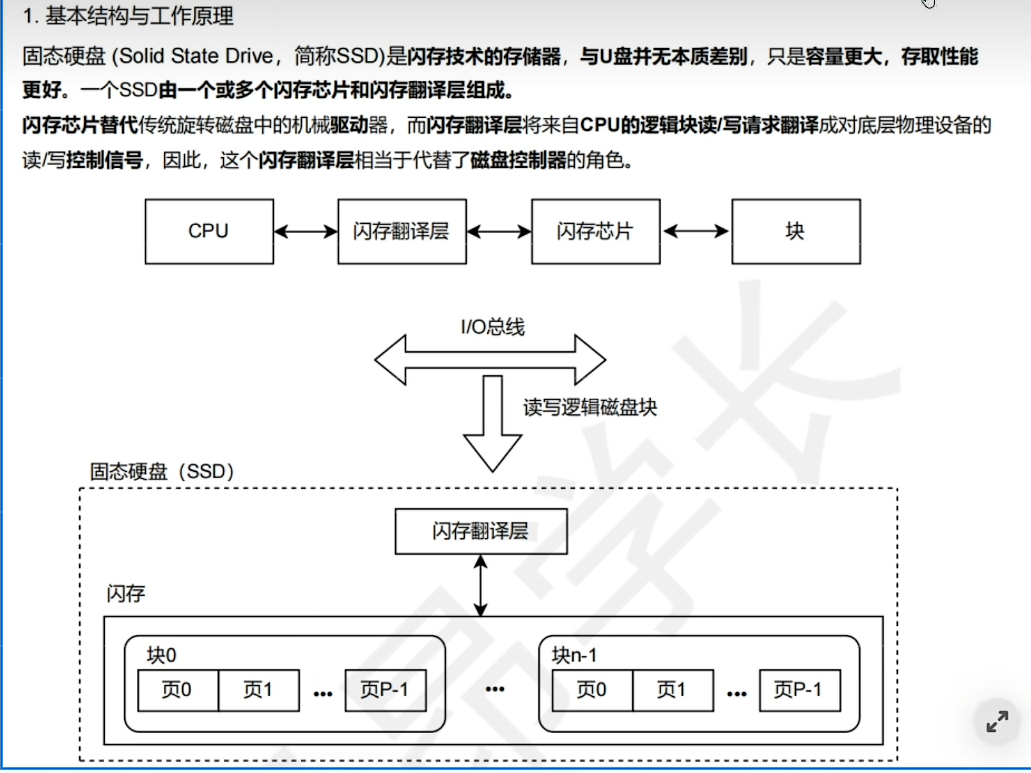 1. 基本结构与工作原理
固态硬盘 (Solid State Drive，简称SSD)是闪存技术的存储器，与U盘并无本质差别，只是容量更大，存取性能
更好。一个SSD由一个或多个闪存芯片和闪存翻译层组成。
闪存芯片替代传统旋转磁盘中的机械驱动器，而闪存翻译层将来自CPU的逻辑块读/写请求翻译成对底层物理设备的
读/写控制信号，因此，这个闪存翻译层相当于代替了磁盘控制器的角色。
CPU 闪存翻译层 闪存芯片 块
I/O总线
读写逻辑磁盘块
固态硬盘（SSD）
闪存翻译层
闪存
块0 块n-1
页0 页1 ... 页P-1 ... 页0 页1 ... 页P-1
易学长